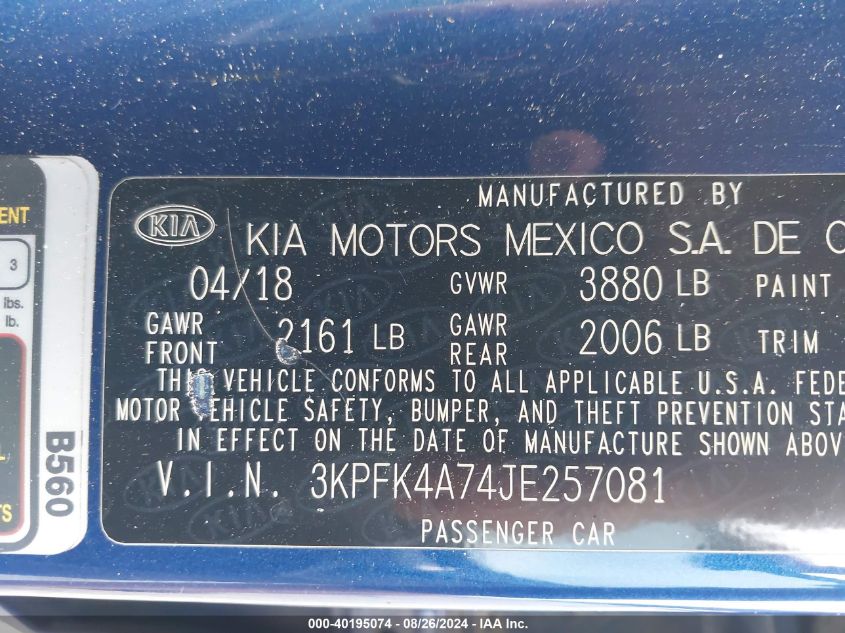 MANUFACTURED BY
KIA
KIA MOTORS MEXICO S.A. DE C
04/18 GVWR 3880 LB PAINT
GAWR FRONT 2161 LB GAWR REAR 2006 LB TRIM
THIS VEHICLE CONFORMS TO ALL APPLICABLE U.S.A. FEDE
MOTOR VEHICLE SAFETY, BUMPER, AND THEFT PREVENTION STA
IN EFFECT ON THE DATE OF MANUFACTURE SHOWN ABOV
V.I.N. 3KPFK4A74JE257081
PASSENGER CAR
ENT
3
lbs.
lb.
L
TS
B560
000-40195074 - 08/26/2024 - IAA Inc.